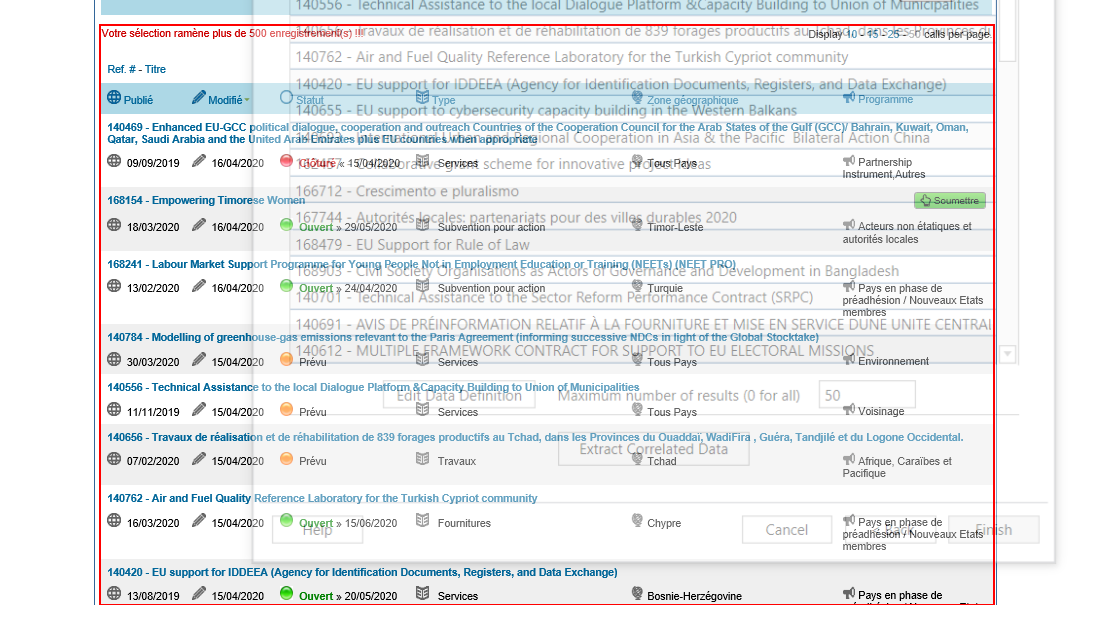 140556 - Technical Assistance to the local Dialogue Platform &Capacity Building to Union of Municipalities
Votre sélection ramène plus de 500 enregistrement(s) !!!
Display 10 - 15 - 25 - 50 calls per page.
140656 - Travaux de réalisation et de réhabilitation de 839 forages productifs au Tchad, dans les Provinces du
140762 - Air and Fuel Quality Reference Laboratory for the Turkish Cypriot community
Ref. # - Titre
140420 - EU support for IDDEEA (Agency for Identification Documents, Registers, and Data Exchange)
Publié Modifié Statut Type Zone géographique Programme
140655 - EU support to cybersecurity capacity building in the Western Balkans
140469 - Enhanced EU-GCC political dialogue, cooperation and outreach Countries of the Cooperation Council for the Arab States of the Gulf (GCC)/ Bahrain, Kuwait, Oman,
Qatar, Saudi Arabia and the United Arab Emirates plus EU countries when appropriate
International Urban and Regional Cooperation in Asia & the Pacific Bilateral Action China
09/09/2019 16/04/2020 Clôturé « 15/04/2020 Services Tous Pays Partnership
Instrument,Autres
Collaborative grant scheme for innovative project ideas
166712 - Crescimento e pluralismo
168154 - Empowering Timorese Women
Soumettre
167744 - Autorités locales: partenariats pour des villes durables 2020
18/03/2020 16/04/2020 Ouvert » 29/05/2020 Subvention pour action Timor-Leste Acteurs non étatiques et
autorités locales
168479 - EU Support for Rule of Law
168241 - Labour Market Support Programme for Young People Not in Employment Education or Training (NEETs) (NEET PRO)
168903 - Civil Society Organisations as Actors of Governance and Development in Bangladesh
13/02/2020 16/04/2020 Ouvert » 24/04/2020 Subvention pour action Turquie Pays en phase de
préadhésion / Nouveaux Etats
membres
140701 - Technical Assistance to the Sector Reform Performance Contract (SRPC)
140691 - AVIS DE PRÉINFORMATION RELATIF À LA FOURNITURE ET MISE EN SERVICE DUNE UNITE CENTRAL
140784 - Modelling of greenhouse-gas emissions relevant to the Paris Agreement (informing successive NDCs in light of the Global Stocktake)
140612 - MULTIPLE FRAMEWORK CONTRACT FOR SUPPORT TO EU ELECTORAL MISSIONS
30/03/2020 15/04/2020 Prévu Services Tous Pays Environnement
140556 - Technical Assistance to the local Dialogue Platform &Capacity Building to Union of Municipalities
Edit Data Definition Maximum number of results (0 for all) 50
11/11/2019 15/04/2020 Prévu Services Tous Pays Voisinage
140656 - Travaux de réalisation et de réhabilitation de 839 forages productifs au Tchad, dans les Provinces du Ouaddaï, WadiFira , Guéra, Tandjilé et du Logone Occidental.
Extract Correlated Data
07/02/2020 15/04/2020 Prévu Travaux Tchad Afrique, Caraïbes et
Pacifique
140762 - Air and Fuel Quality Reference Laboratory for the Turkish Cypriot community
16/03/2020 15/04/2020 Ouvert » 15/06/2020 Fournitures Chypre Pays en phase de
préadhésion / Nouveaux Etats
membres
Help Cancel Back Finish
140420 - EU support for IDDEEA (Agency for Identification Documents, Registers, and Data Exchange)
13/08/2019 15/04/2020 Ouvert » 20/05/2020 Services Bosnie-Herzégovine Pays en phase de